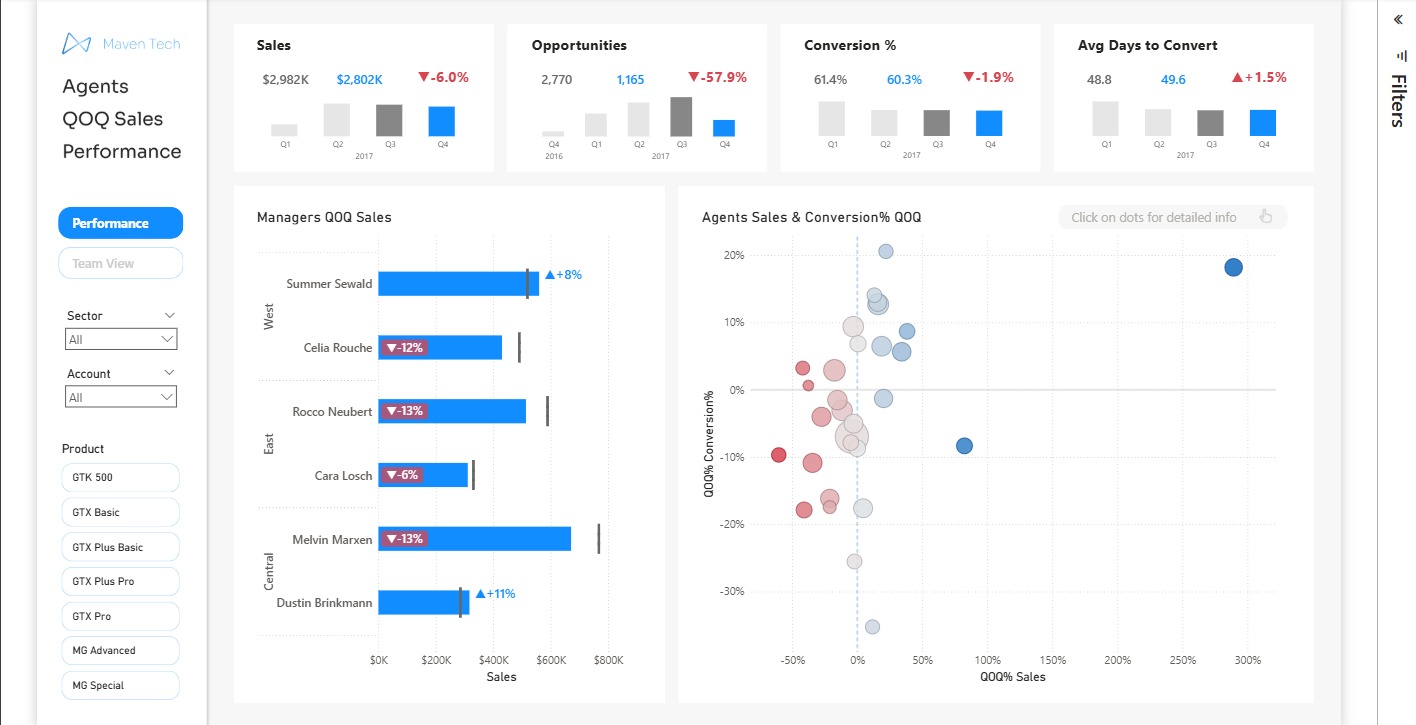 Maven Tech
Agents
QOQ Sales
Performance
Performance
Team View
Sector
All
Account
All
Product
GTK 500
GTX Basic
GTX Plus Basic
GTX Plus Pro
GTX Pro
MG Advanced
MG Special
Sales
$2,982K $2,802K ▼-6.0%
Q1 Q2 Q3 Q4
2017
Opportunities
2,770 1,165 ▼-57.9%
Q4 Q1 Q2 Q3 Q4
2016 2017
Conversion %
61.4% 60.3% ▼-1.9%
Q1 Q2 Q3 Q4
2017
Avg Days to Convert
48.8 49.6 ▲+1.5%
Q1 Q2 Q3 Q4
2017
Managers QOQ Sales
West
Summer Sewald ▲+8%
Celia Rouche ▼-12%
East
Rocco Neubert ▼-13%
Cara Losch ▼-6%
Central
Melvin Marxen ▼-13%
Dustin Brinkmann ▲+11%
$0K $200K $400K $600K $800K
Sales
Agents Sales & Conversion% QOQ
Click on dots for detailed info
QOQ% Conversion%
20%
10%
0%
-10%
-20%
-30%
-50% 0% 50% 100% 150% 200% 250% 300%
QOQ% Sales
Filters